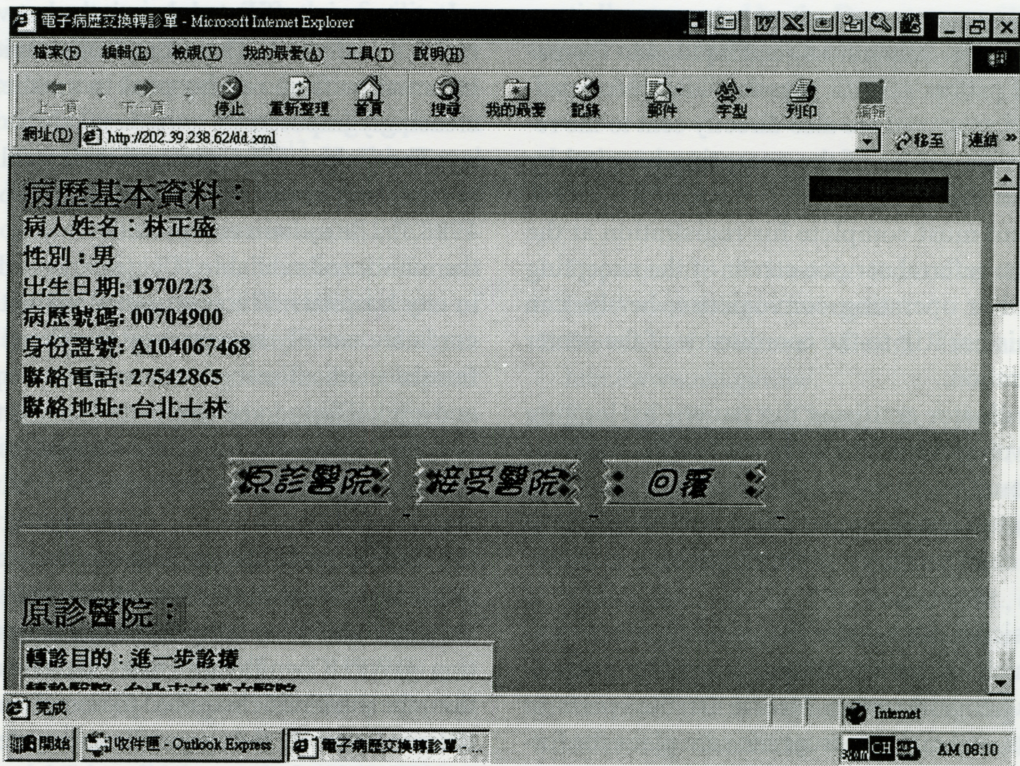 電子病歷交換轉診單 - Microsoft Internet Explorer
檔案(F) 編輯(E) 檢視(V) 我的最愛(A) 工具(T) 說明(H)
上一頁 下一頁 停止 重新整理 首頁 搜尋 我的最愛 記錄 郵件 字型 列印 編輯
網址(D) http://202.39.238.62/dd.xml 移至 連結 »
病歷基本資料：
病人姓名：林正盛
性別：男
出生日期: 1970/2/3
病歷號碼: 00704900
身份證號: A104067468
聯絡電話: 27542865
聯絡地址: 台北士林
原診醫院 接受醫院 回覆
原診醫院：
轉診目的：進一步診療
完成 Internet
開始 收件匣 - Outlook Express 電子病歷交換轉診單 - ... CH AM 08:10